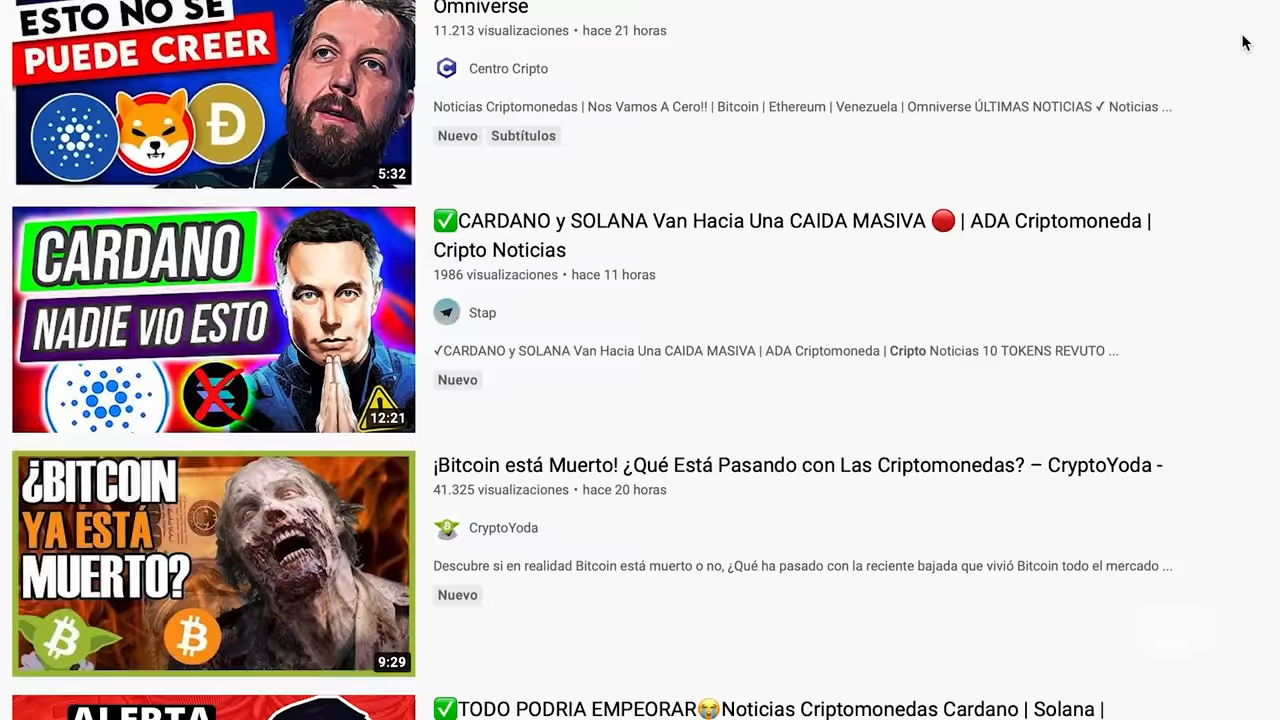 ESTO NO SE
PUEDE CREER
5:32
Omniverse
11.213 visualizaciones • hace 21 horas
Centro Cripto
Noticias Criptomonedas | Nos Vamos A Cero!! | Bitcoin | Ethereum | Venezuela | Omniverse ÚLTIMAS NOTICIAS ✓ Noticias ...
Nuevo Subtítulos
CARDANO
NADIE VIO ESTO
12:21
✅CARDANO y SOLANA Van Hacia Una CAIDA MASIVA 🔴 | ADA Criptomoneda |
Cripto Noticias
1986 visualizaciones • hace 11 horas
Stap
✓CARDANO y SOLANA Van Hacia Una CAIDA MASIVA | ADA Criptomoneda | Cripto Noticias 10 TOKENS REVUTO ...
Nuevo
¿BITCOIN
YA ESTÁ
MUERTO?
9:29
¡Bitcoin está Muerto! ¿Qué Está Pasando con Las Criptomonedas? – CryptoYoda -
41.325 visualizaciones • hace 20 horas
CryptoYoda
Descubre si en realidad Bitcoin está muerto o no, ¿Qué ha pasado con la reciente bajada que vivió Bitcoin todo el mercado ...
Nuevo
ALERTA
✅TODO PODRIA EMPEORAR😭Noticias Criptomonedas Cardano | Solana |